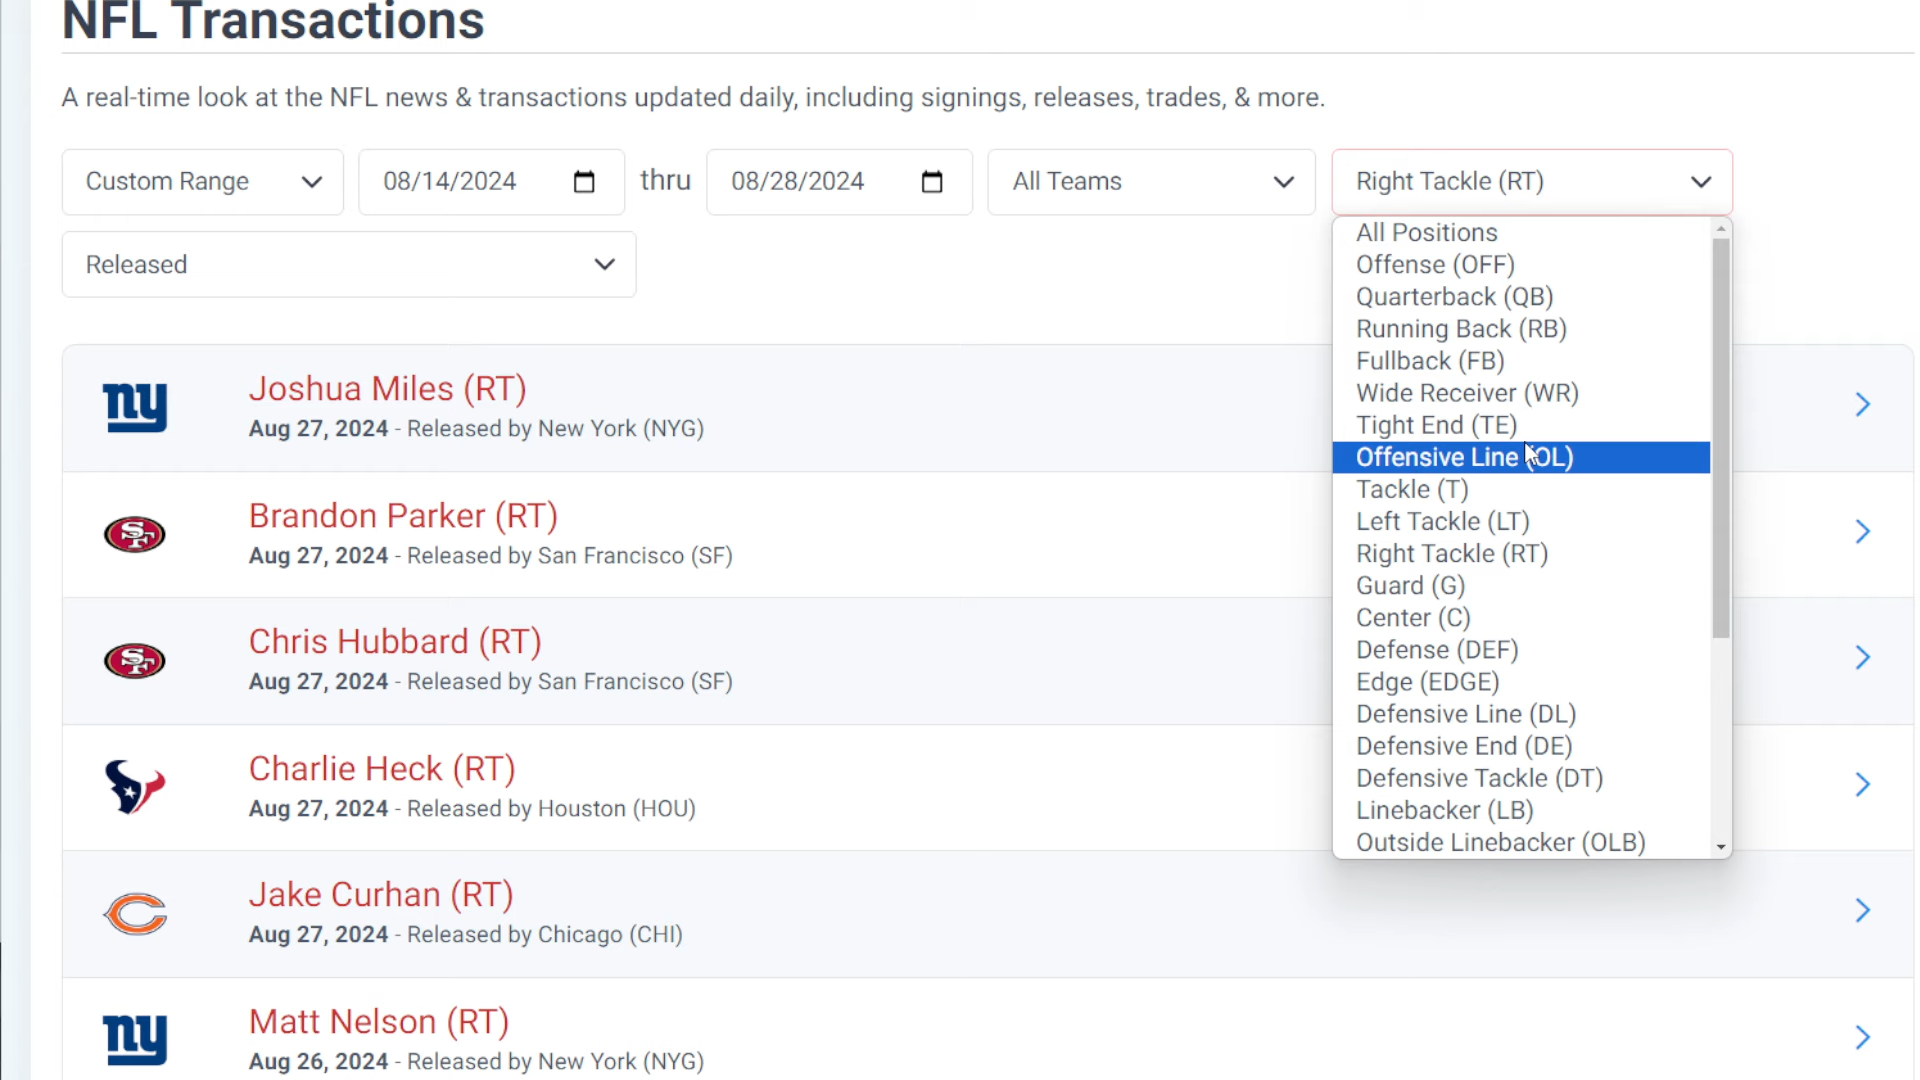 NFL Transactions
A real-time look at the NFL news & transactions updated daily, including signings, releases, trades, & more.
Custom Range 08/14/2024 thru 08/28/2024 All Teams Right Tackle (RT)
Released
All Positions
Offense (OFF)
Quarterback (QB)
Running Back (RB)
Fullback (FB)
Wide Receiver (WR)
Tight End (TE)
Offensive Line (OL)
Tackle (T)
Left Tackle (LT)
Right Tackle (RT)
Guard (G)
Center (C)
Defense (DEF)
Edge (EDGE)
Defensive Line (DL)
Defensive End (DE)
Defensive Tackle (DT)
Linebacker (LB)
Outside Linebacker (OLB)
ny
Joshua Miles (RT)
Aug 27, 2024 - Released by New York (NYG)
SF
Brandon Parker (RT)
Aug 27, 2024 - Released by San Francisco (SF)
SF
Chris Hubbard (RT)
Aug 27, 2024 - Released by San Francisco (SF)
Charlie Heck (RT)
Aug 27, 2024 - Released by Houston (HOU)
C
Jake Curhan (RT)
Aug 27, 2024 - Released by Chicago (CHI)
ny
Matt Nelson (RT)
Aug 26, 2024 - Released by New York (NYG)